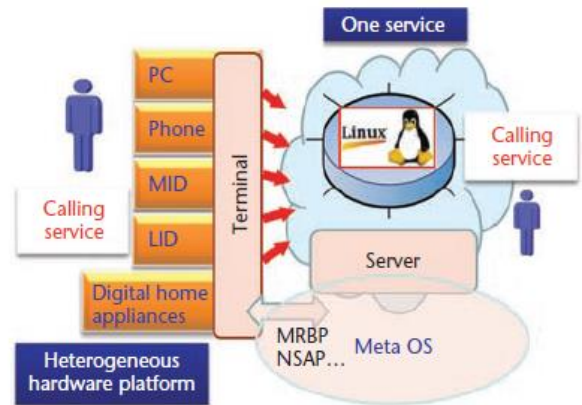 One service
PC
Phone
MID
LID
Digital home
appliances
Terminal
Calling
service
Heterogeneous
hardware platform
Linux
Calling
service
Server
MRBP
NSAP...
Meta OS